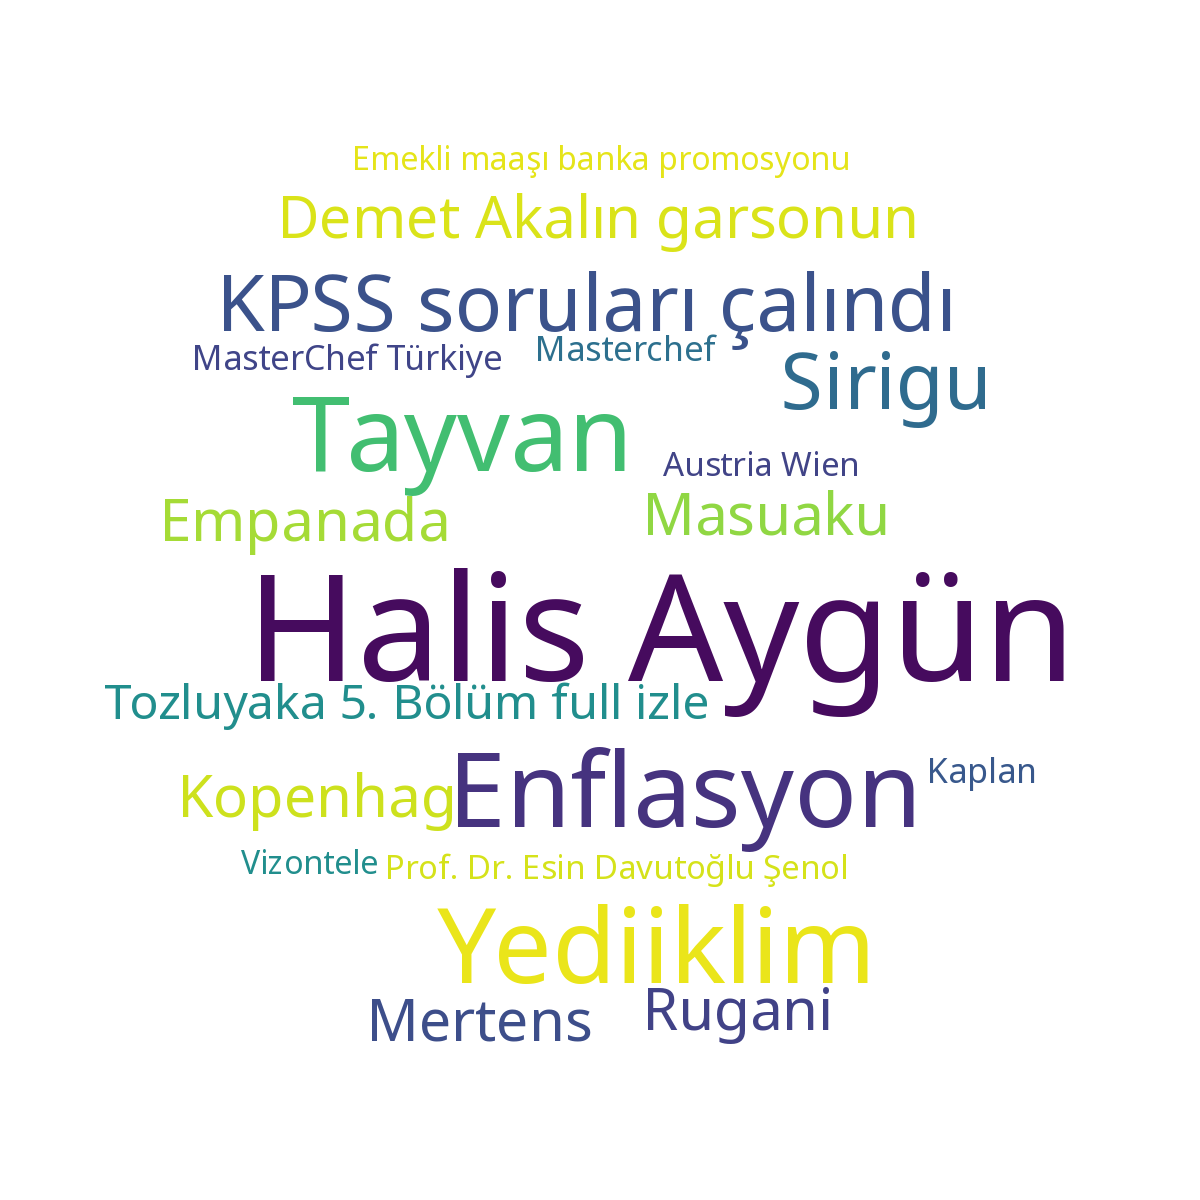 Emekli maaşı banka promosyonu
Demet Akalın garsonun
KPSS soruları çalındı
MasterChef Türkiye
Masterchef
Sirigu
Tayvan
Austria Wien
Empanada
Masuaku
Halis Aygün
Tozluyaka 5. Bölüm full izle
Enflasyon
Kaplan
Kopenhag
Vizontele
Prof. Dr. Esin Davutoğlu Şenol
Yediiklim
Mertens
Rugani